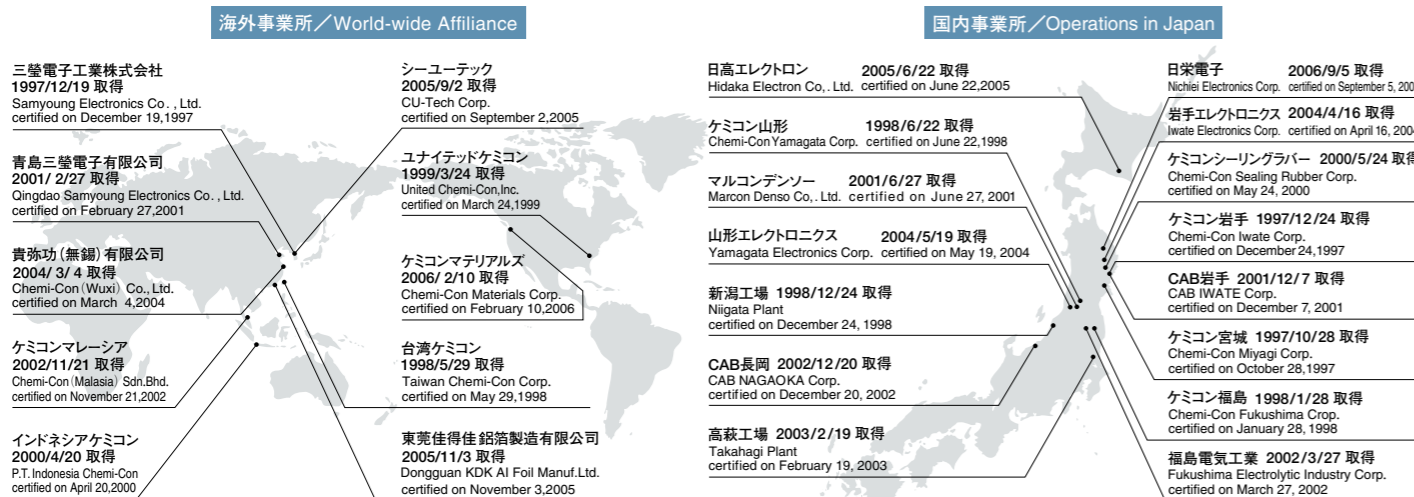 海外事業所／World-wide Affiliance
三瑩電子工業株式会社
1997/12/19 取得
Samyoung Electronics Co., Ltd.
certified on December 19,1997
青島三瑩電子有限公司
2001/ 2/27 取得
Qingdao Samyoung Electronics Co., Ltd.
certified on February 27,2001
貴弥功(無錫)有限公司
2004/ 3/ 4 取得
Chemi-Con (Wuxi) Co., Ltd.
certified on March 4,2004
ケミコンマレーシア
2002/11/21 取得
Chemi-Con (Malasia) Sdn.Bhd.
certified on November 21,2002
インドネシアケミコン
2000/4/20 取得
P.T. Indonesia Chemi-Con
certified on April 20,2000
シーユーテック
2005/9/2 取得
CU-Tech Corp.
certified on September 2,2005
ユナイテッドケミコン
1999/3/24 取得
United Chemi-Con,Inc.
certified on March 24,1999
ケミコンマテリアルズ
2006/ 2/10 取得
Chemi-Con Materials Corp.
certified on February 10,2006
台湾ケミコン
1998/5/29 取得
Taiwan Chemi-Con Corp.
certified on May 29,1998
東莞佳得佳鋁箔製造有限公司
2005/11/3 取得
Dongguan KDK Al Foil Manuf.Ltd.
certified on November 3,2005
国内事業所／Operations in Japan
日高エレクトロン 2005/6/22 取得
Hidaka Electron Co,. Ltd. certified on June 22,2005
ケミコン山形 1998/6/22 取得
Chemi-Con Yamagata Corp. certified on June 22,1998
マルコンデンソー 2001/6/27 取得
Marcon Denso Co,. Ltd. certified on June 27, 2001
山形エレクトロニクス 2004/5/19 取得
Yamagata Electronics Corp. certified on May 19, 2004
新潟工場 1998/12/24 取得
Niigata Plant
certified on December 24, 1998
CAB長岡 2002/12/20 取得
CAB NAGAOKA Corp.
certified on December 20, 2002
高萩工場 2003/2/19 取得
Takahagi Plant
certified on February 19, 2003
日栄電子 2006/9/5 取得
Nichiei Electronics Corp. certified on September 5, 200
岩手エレクトロニクス 2004/4/16 取得
Iwate Electronics Corp. certified on April 16, 200
ケミコンシーリングラバー 2000/5/24 取得
Chemi-Con Sealing Rubber Corp.
certified on May 24, 2000
ケミコン岩手 1997/12/24 取得
Chemi-Con Iwate Corp.
certified on December24,1997
CAB岩手 2001/12/7 取得
CAB IWATE Corp.
certified on December 7, 2001
ケミコン宮城 1997/10/28 取得
Chemi-Con Miyagi Corp.
certified on October 28,1997
ケミコン福島 1998/1/28 取得
Chemi-Con Fukushima Crop.
certified on January 28, 1998
福島電気工業 2002/3/27 取得
Fukushima Electrolytic Industry Corp.
certified on March 27, 2002